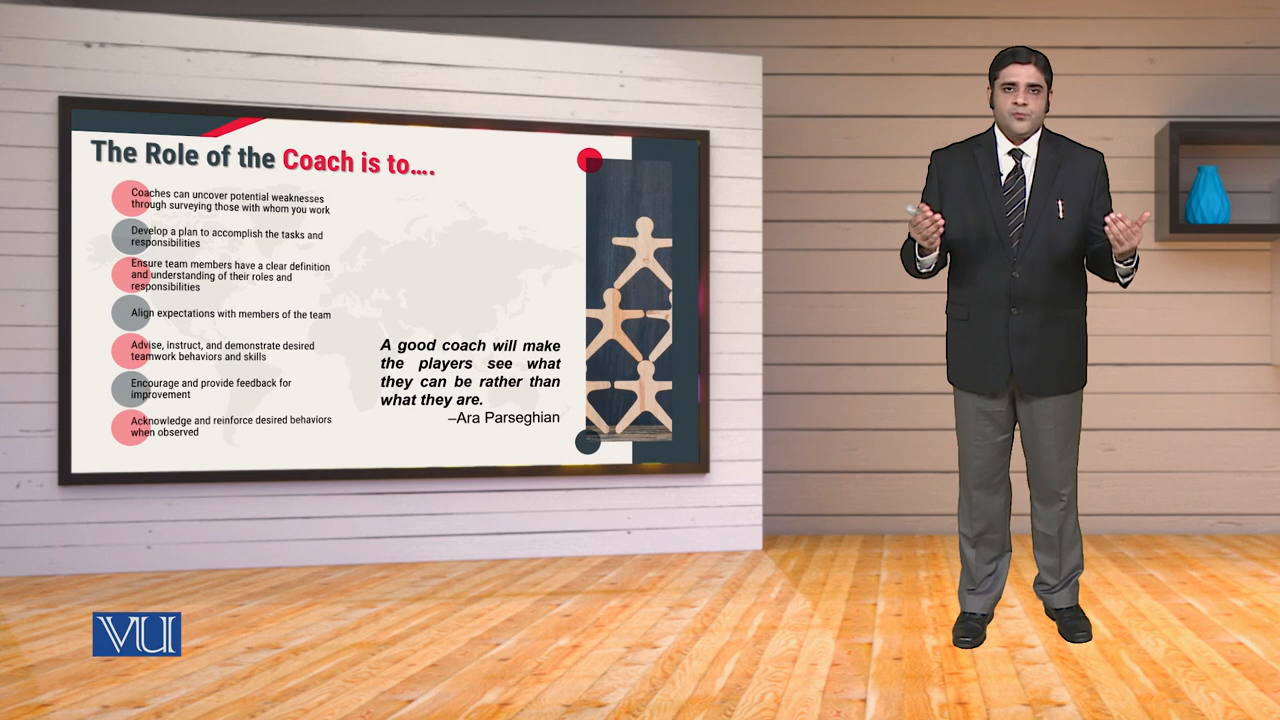 The Role of the Coach is to....
Coaches can uncover potential weaknesses
through surveying those with whom you work
Develop a plan to accomplish the tasks and
responsibilities
Ensure team members have a clear definition
and understanding of their roles and
responsibilities
Align expectations with members of the team
Advise, instruct, and demonstrate desired
teamwork behaviors and skills
Encourage and provide feedback for
improvement
Acknowledge and reinforce desired behaviors
when observed
A good coach will make
the players see what
they can be rather than
what they are.
–Ara Parseghian
VU